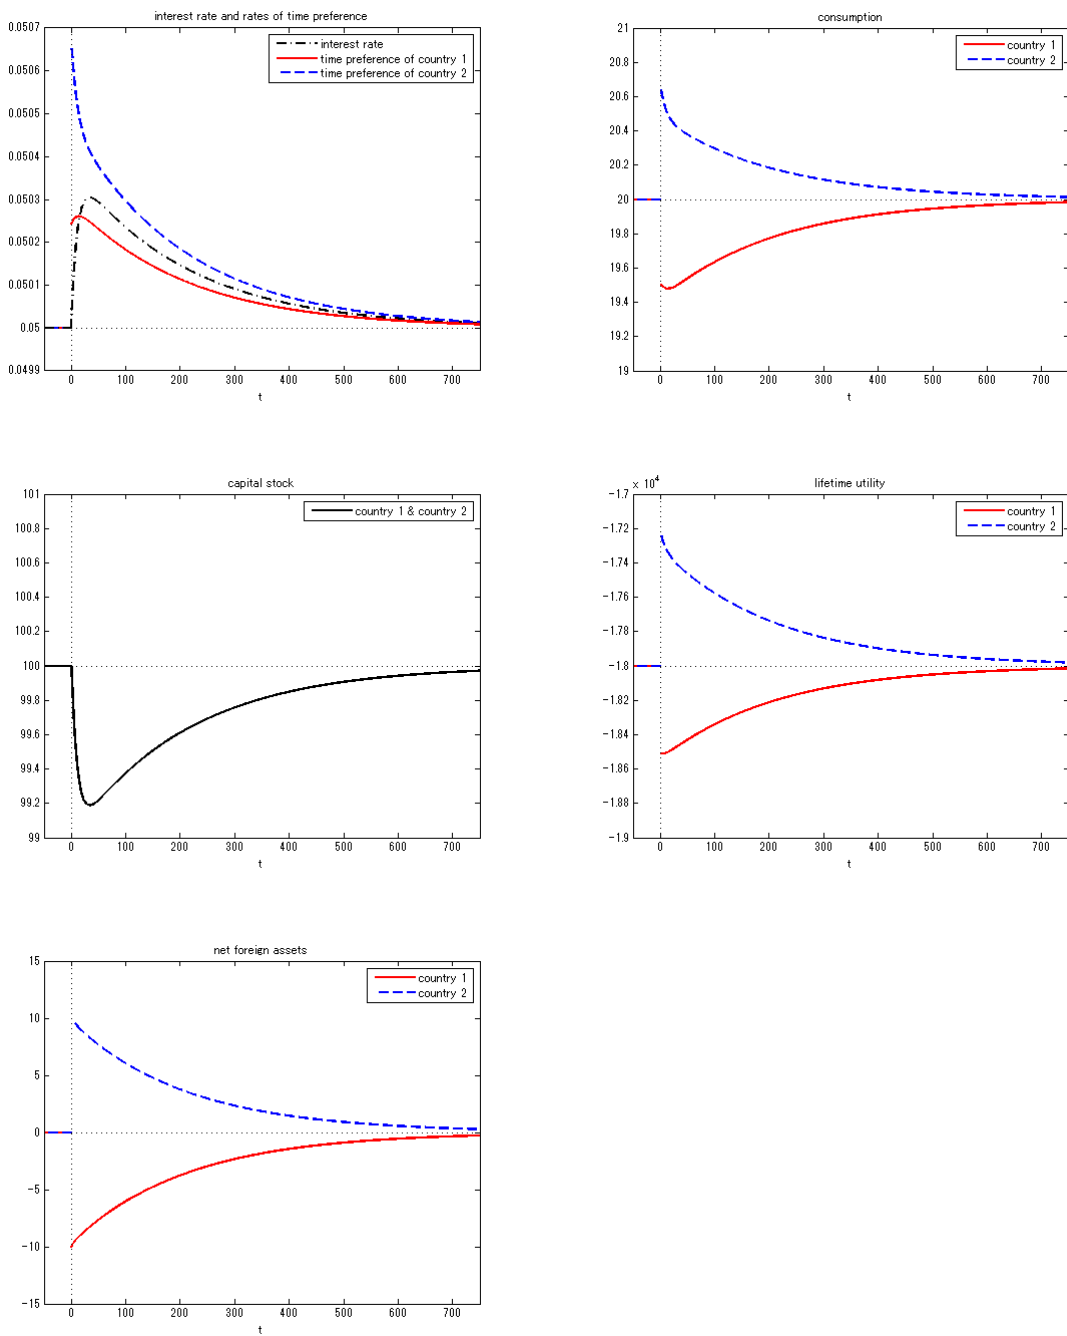 interest rate and rates of time preference
0.0507
0.0506
0.0505
0.0504
0.0503
0.0502
0.0501
0.05
0.0499
interest rate
time preference of country 1
time preference of country 2
0 100 200 300 400 500 600 700
t
consumption
21
20.8
20.6
20.4
20.2
20
19.8
19.6
19.4
19.2
19
country 1
country 2
0 100 200 300 400 500 600 700
t
capital stock
101
100.8
100.6
100.4
100.2
100
99.8
99.6
99.4
99.2
99
country 1 & country 2
0 100 200 300 400 500 600 700
t
lifetime utility
-1.7 × 10^4
-1.72
-1.74
-1.76
-1.78
-1.8
-1.82
-1.84
-1.86
-1.88
-1.9
country 1
country 2
0 100 200 300 400 500 600 700
t
net foreign assets
15
10
5
0
-5
-10
-15
country 1
country 2
0 100 200 300 400 500 600 700
t